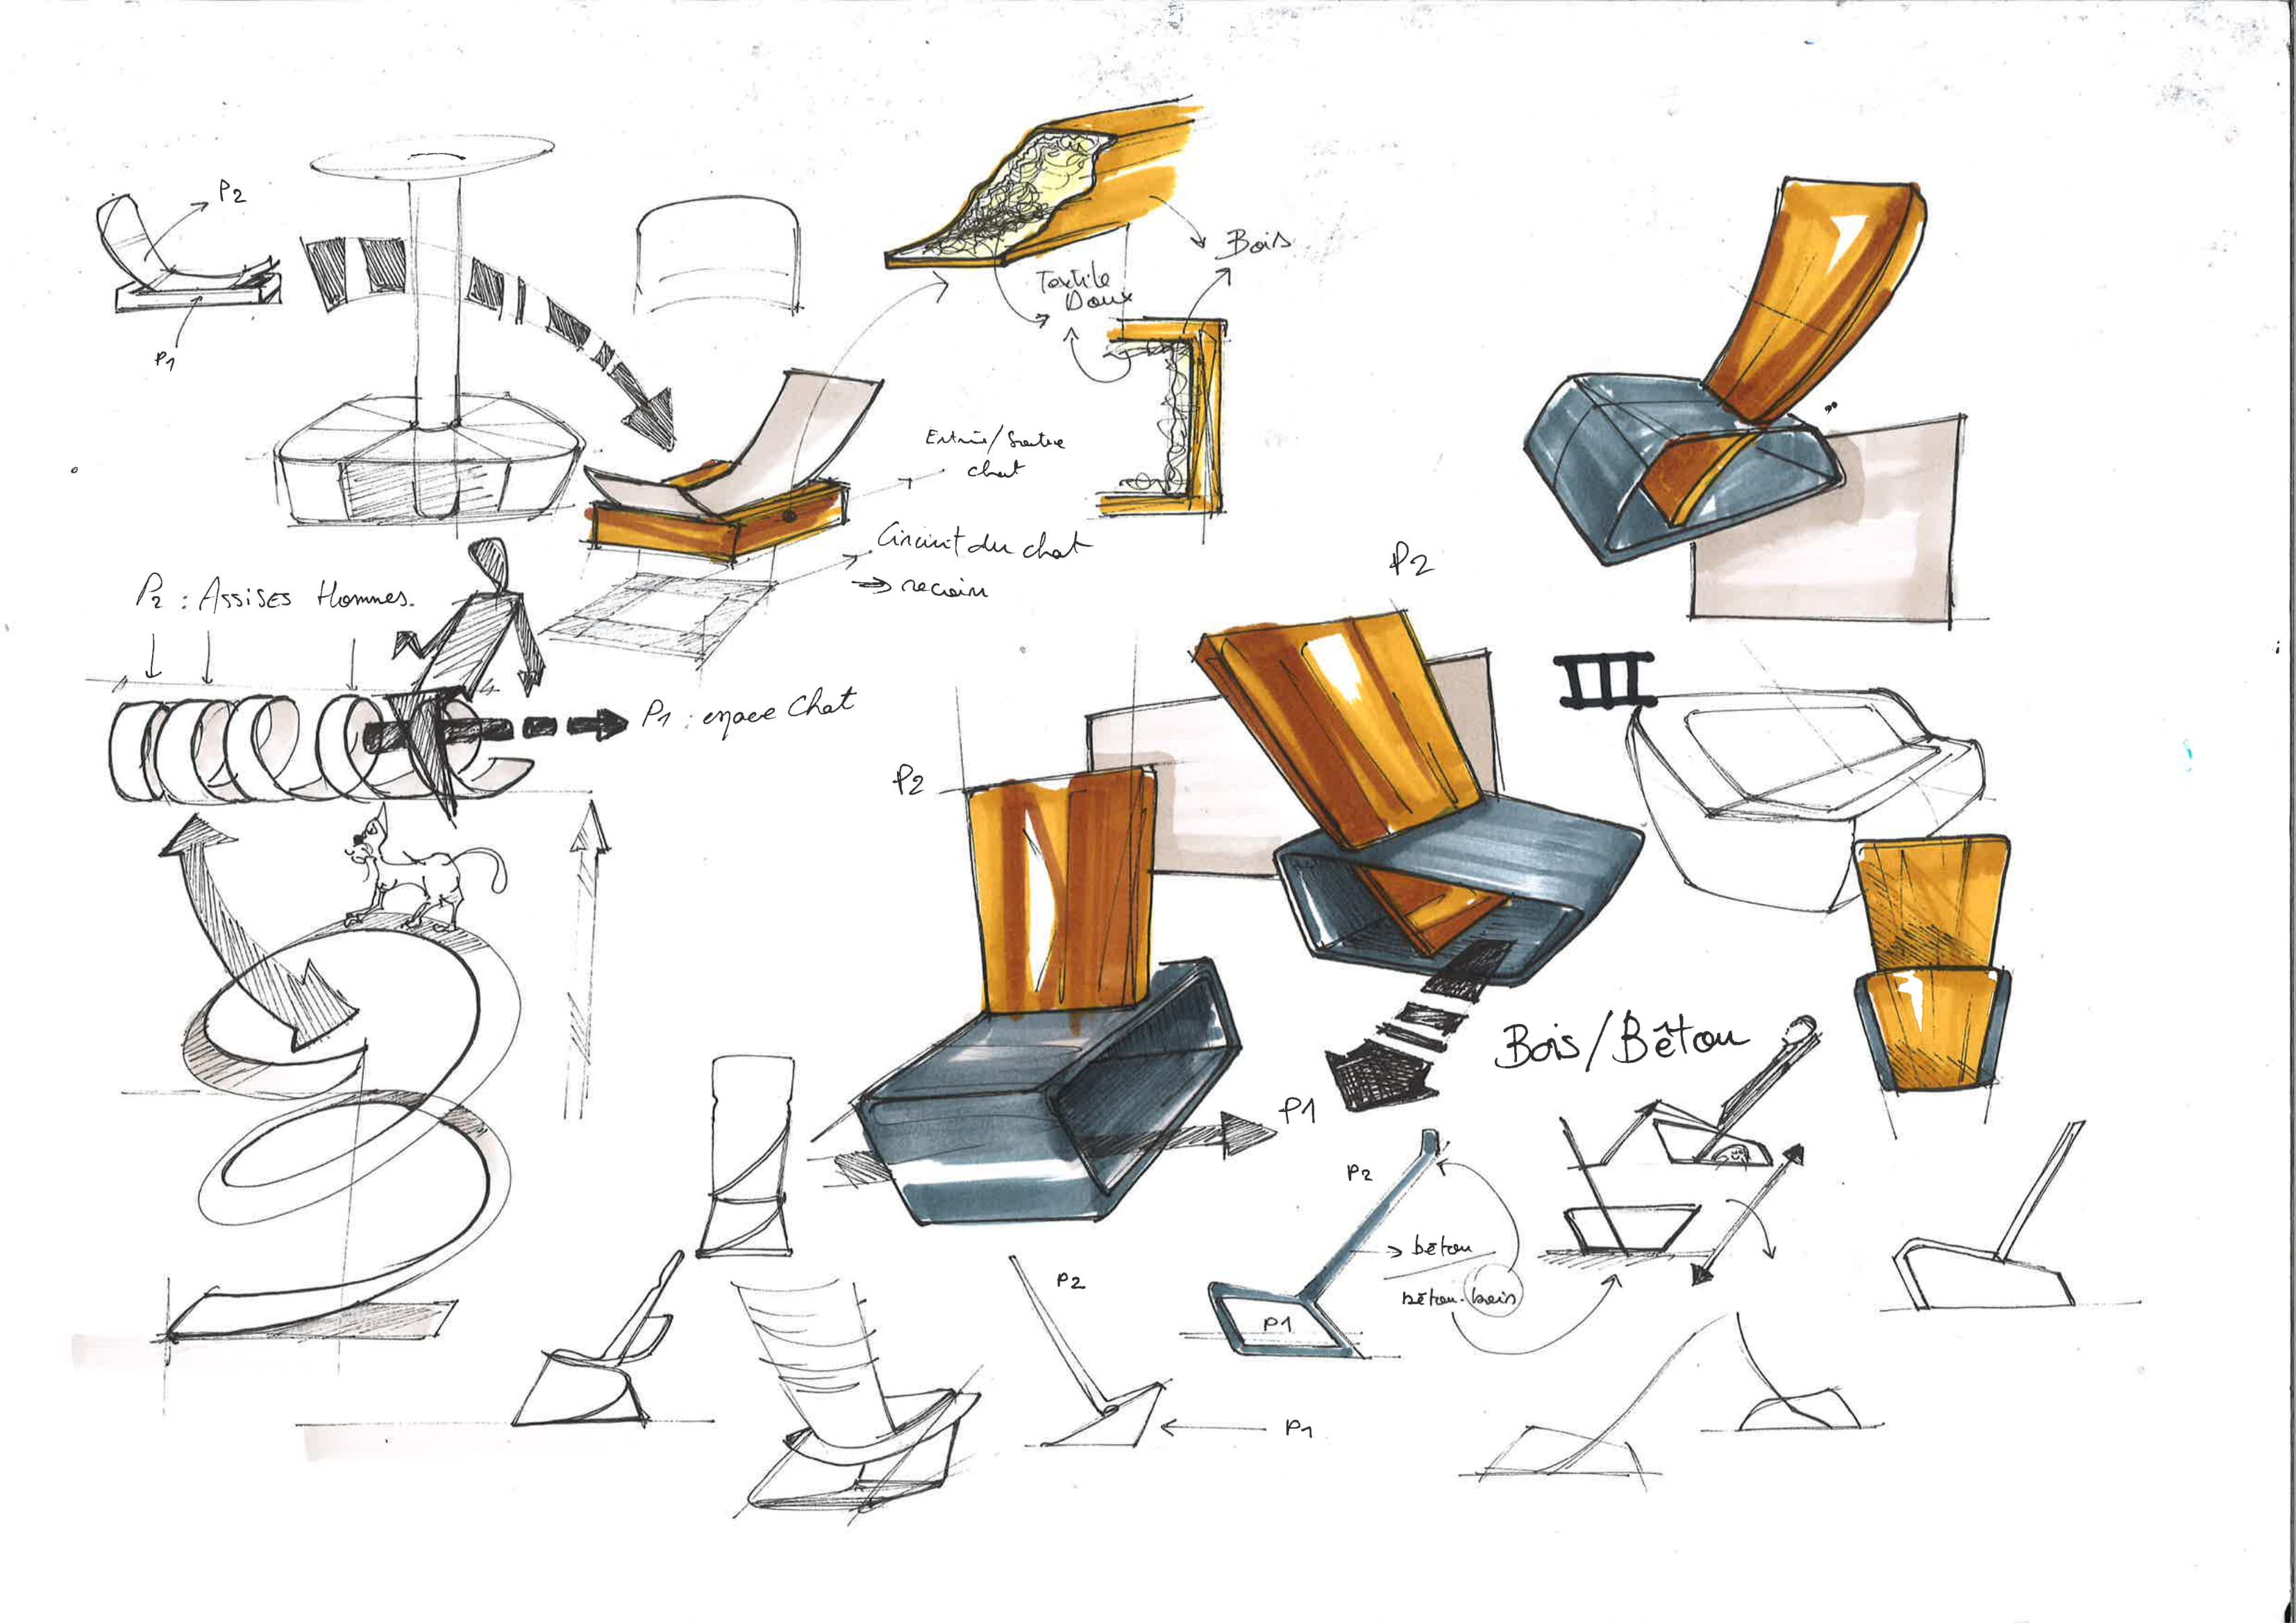 P2
P1
Bois
Textile
Doux
Entrée/Sortie
chat
Circuit du chat
→ recoin
P2 : Assises Hommes.
P1 : espace Chat
P2
P2
III
Bois/Bêton
P1
P2
→ bêton
bêton-bois
P1
P2
P1